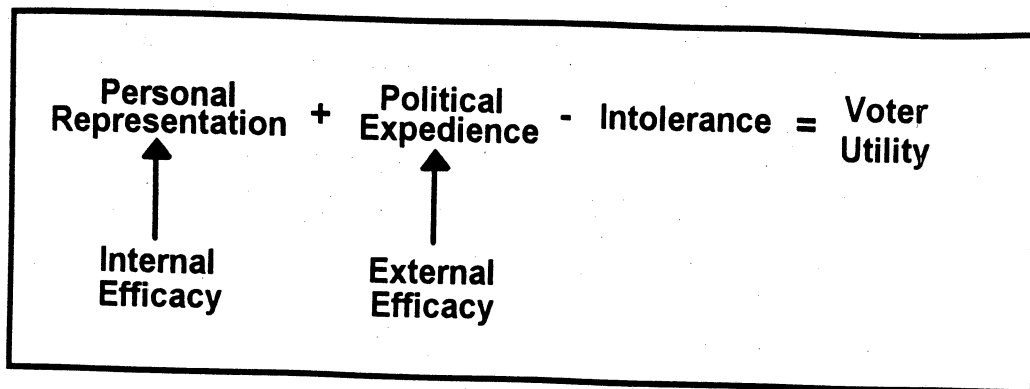 Personal
Representation + Political
Expedience - Intolerance = Voter
Utility
Internal
Efficacy
External
Efficacy